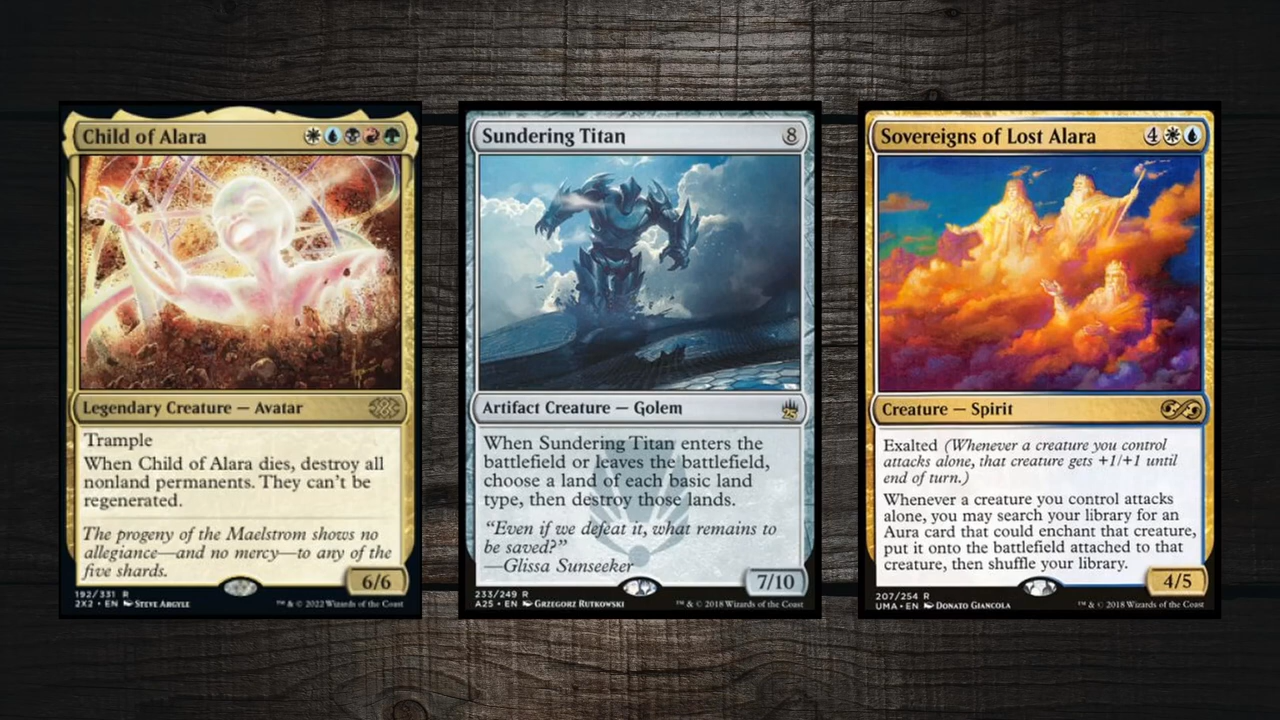 Child of Alara
Legendary Creature — Avatar
Trample
When Child of Alara dies, destroy all
nonland permanents. They can't be
regenerated.
The progeny of the Maelstrom shows no
allegiance—and no mercy—to any of the
five shards.
6/6
192/331 R
2X2 • EN Steve Argyle
™ & © 2022 Wizards of the Coast
Sundering Titan
8
Artifact Creature — Golem
25
When Sundering Titan enters the
battlefield or leaves the battlefield,
choose a land of each basic land
type, then destroy those lands.
"Even if we defeat it, what remains to
be saved?"
—Glissa Sunseeker
7/10
233/249 R
A25 • EN Grzegorz Rutkowski
™ & © 2018 Wizards of the Coast
Sovereigns of Lost Alara
4
Creature — Spirit
Exalted (Whenever a creature you control
attacks alone, that creature gets +1/+1 until
end of turn.)
Whenever a creature you control attacks
alone, you may search your library for an
Aura card that could enchant that creature,
put it onto the battlefield attached to that
creature, then shuffle your library.
4/5
207/254 R
UMA • EN Donato Giancola
™ & © 2018 Wizards of the Coast